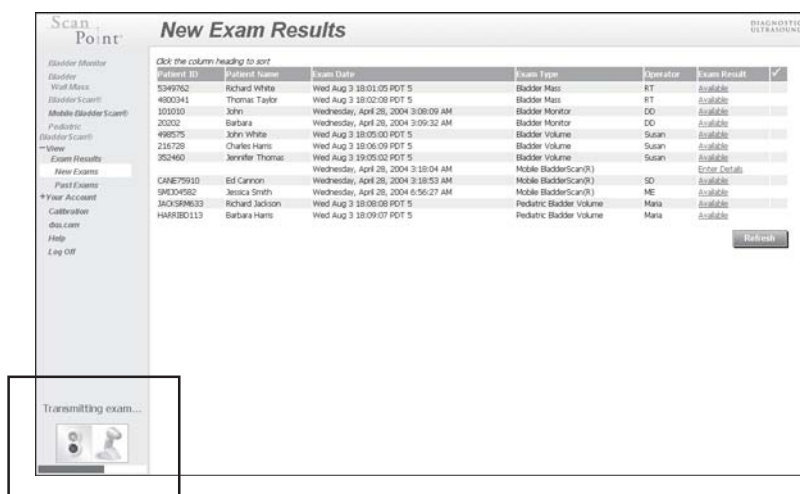 Scan
Point
New Exam Results
DIAGNOSTIC
ULTRASOUND
Bladder Monitor
Bladder
Wall Mass
BladderScan®
Mobile BladderScan®
Pediatric
BladderScan®
View
Exam Results
New Exams
Past Exams
Your Account
Calibration
dxu.com
Help
Log Off
Click the column heading to sort
Patient ID Patient Name Exam Date Exam Type Operator Exam Result ✓
5349762 Richard White Wed Aug 3 18:01:05 PDT 5 Bladder Mass RT Available
4800341 Thomas Taylor Wed Aug 3 18:02:08 PDT 5 Bladder Mass RT Available
101010 John Wednesday, April 28, 2004 3:08:09 AM Bladder Monitor DD Available
20202 Barbara Wednesday, April 28, 2004 3:09:32 AM Bladder Monitor DD Available
498575 John White Wed Aug 3 18:05:00 PDT 5 Bladder Volume Susan Available
216728 Charles Harris Wed Aug 3 18:06:09 PDT 5 Bladder Volume Susan Available
352460 Jennifer Thomas Wed Aug 3 19:05:02 PDT 5 Bladder Volume Susan Available
Wednesday, April 28, 2004 3:18:04 AM Mobile BladderScan(R) Enter Details
CANE75910 Ed Cannon Wednesday, April 28, 2004 3:18:53 AM Mobile BladderScan(R) SD Available
SMI304582 Jessica Smith Wednesday, April 28, 2004 6:56:27 AM Mobile BladderScan(R) ME Available
JACKSRM633 Richard Jackson Wed Aug 3 18:08:08 PDT 5 Pediatric Bladder Volume Maria Available
HARRIBD113 Barbara Harris Wed Aug 3 18:09:07 PDT 5 Pediatric Bladder Volume Maria Available
Refresh
Transmitting exam...